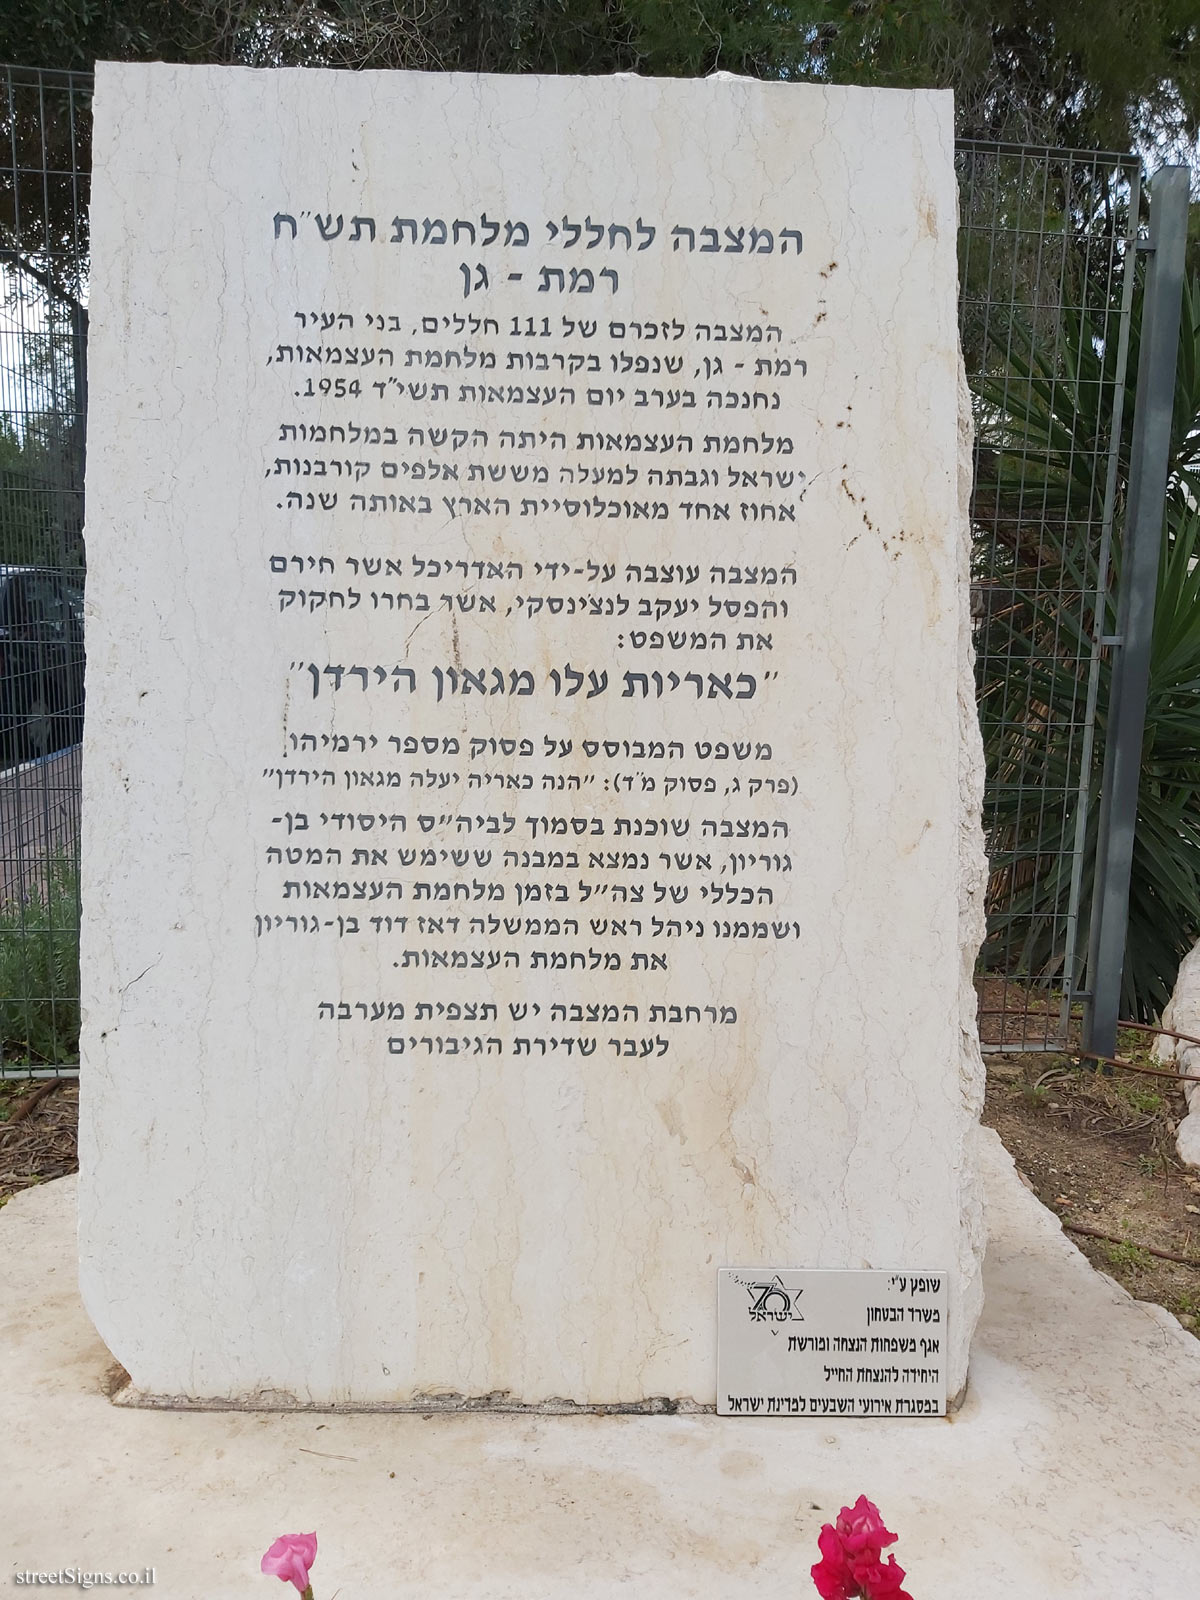 המצבה לחללי מלחמת תש״ח
רמת - גן
המצבה לזכרם של 111 חללים, בני העיר
רמת - גן, שנפלו בקרבות מלחמת העצמאות,
נחנכה בערב יום העצמאות תשי״ד 1954.
מלחמת העצמאות היתה הקשה במלחמות
ישראל וגבתה למעלה מששת אלפים קורבנות,
אחוז אחד מאוכלוסיית הארץ באותה שנה.
המצבה עוצבה על-ידי האדריכל אשר חירם
והפסל יעקב לנצ׳נסקי, אשר בחרו לחקוק
את המשפט:
״כאריות עלו מגאון הירדן״
משפט המבוסס על פסוק מספר ירמיהו
(פרק ג, פסוק מ״ד): ״הנה כאריה יעלה מגאון הירדן״
המצבה שוכנת בסמוך לביה״ס היסודי בן-
גוריון, אשר נמצא במבנה ששימש את המטה
הכללי של צה״ל בזמן מלחמת העצמאות
ושממנו ניהל ראש הממשלה דאז דוד בן-גוריון
את מלחמת העצמאות.
מרחבת המצבה יש תצפית מערבה
לעבר שדירת הגיבורים
שופץ ע״י:
משרד הבטחון
אגף משפחות הנצחה ומורשת
היחידה להנצחת החייל
במסגרת אירועי השבעים למדינת ישראל
70
ישראל
streetSigns.co.il